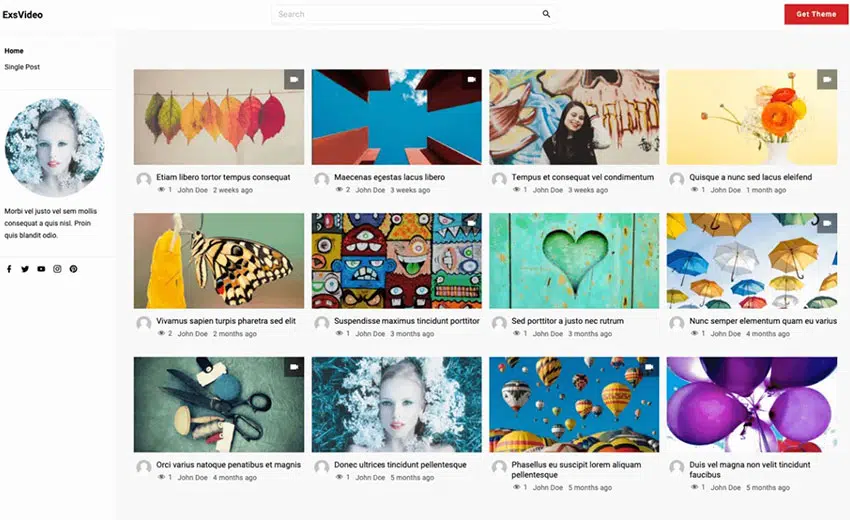 ExsVideo
Search
Get Theme
Home
Single Post
Morbi vel justo vel sem mollis
consequat a quis nisl. Proin
quis blandit odio.
Etiam libero tortor tempus consequat
1 John Doe 2 weeks ago
Maecenas egestas lacus libero
2 John Doe 3 weeks ago
Tempus et consequat vel condimentum
1 John Doe 3 weeks ago
Quisque a nunc sed lacus eleifend
1 John Doe 1 month ago
Vivamus sapien turpis pharetra sed elit
2 John Doe 2 months ago
Suspendisse maximus tincidunt porttitor
1 John Doe 3 months ago
Sed porttitor a justo nec rutrum
1 John Doe 3 months ago
Nunc semper elementum quam eu varius
1 John Doe 4 months ago
Orci varius natoque penatibus et magnis
1 John Doe 4 months ago
Donec ultrices tincidunt pellentesque
1 John Doe 5 months ago
Phasellus eu suscipit lorem aliquam
pellentesque
1 John Doe 5 months ago
Duis vel magna non velit tincidunt
faucibus
1 John Doe 5 months ago